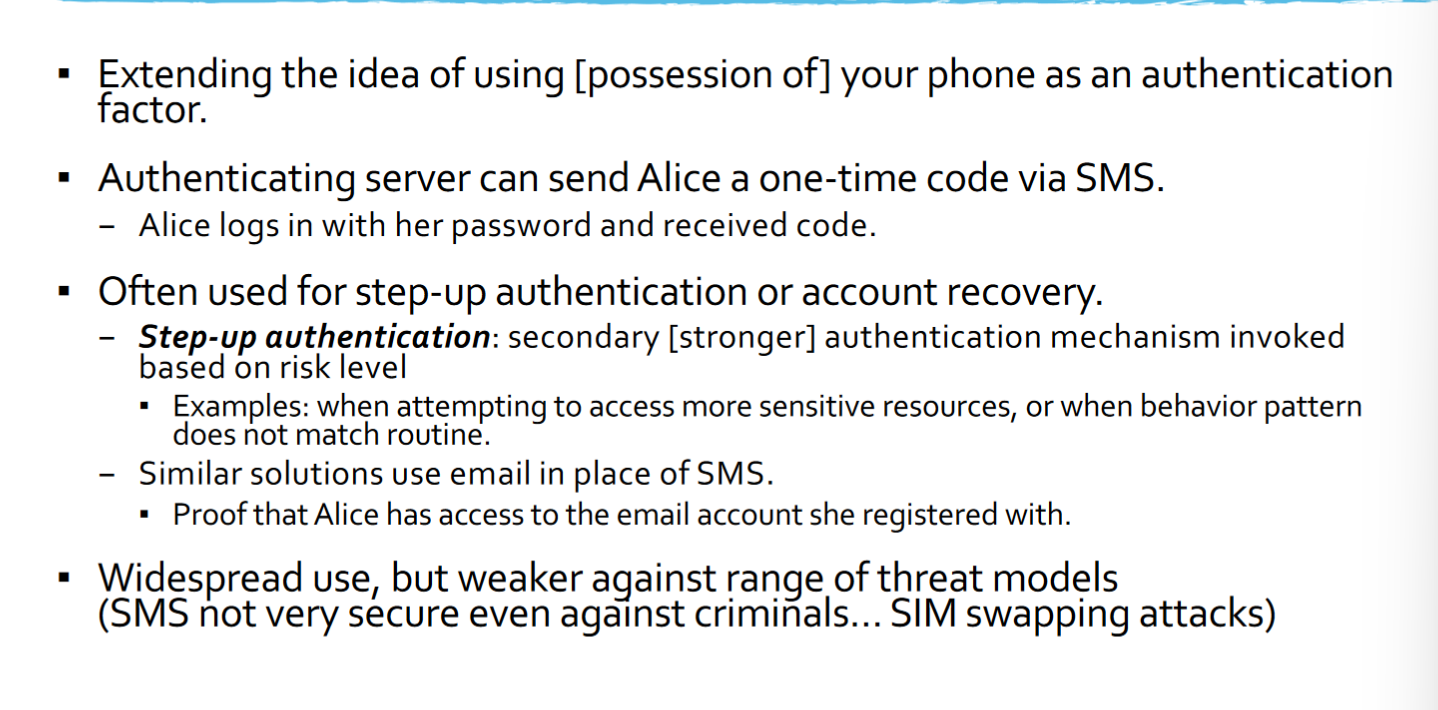 ▪ Extending the idea of using [possession of] your phone as an authentication
factor.
▪ Authenticating server can send Alice a one-time code via SMS.
– Alice logs in with her password and received code.
▪ Often used for step-up authentication or account recovery.
– Step-up authentication: secondary [stronger] authentication mechanism invoked
based on risk level
▪ Examples: when attempting to access more sensitive resources, or when behavior pattern
does not match routine.
– Similar solutions use email in place of SMS.
▪ Proof that Alice has access to the email account she registered with.
▪ Widespread use, but weaker against range of threat models
(SMS not very secure even against criminals... SIM swapping attacks)